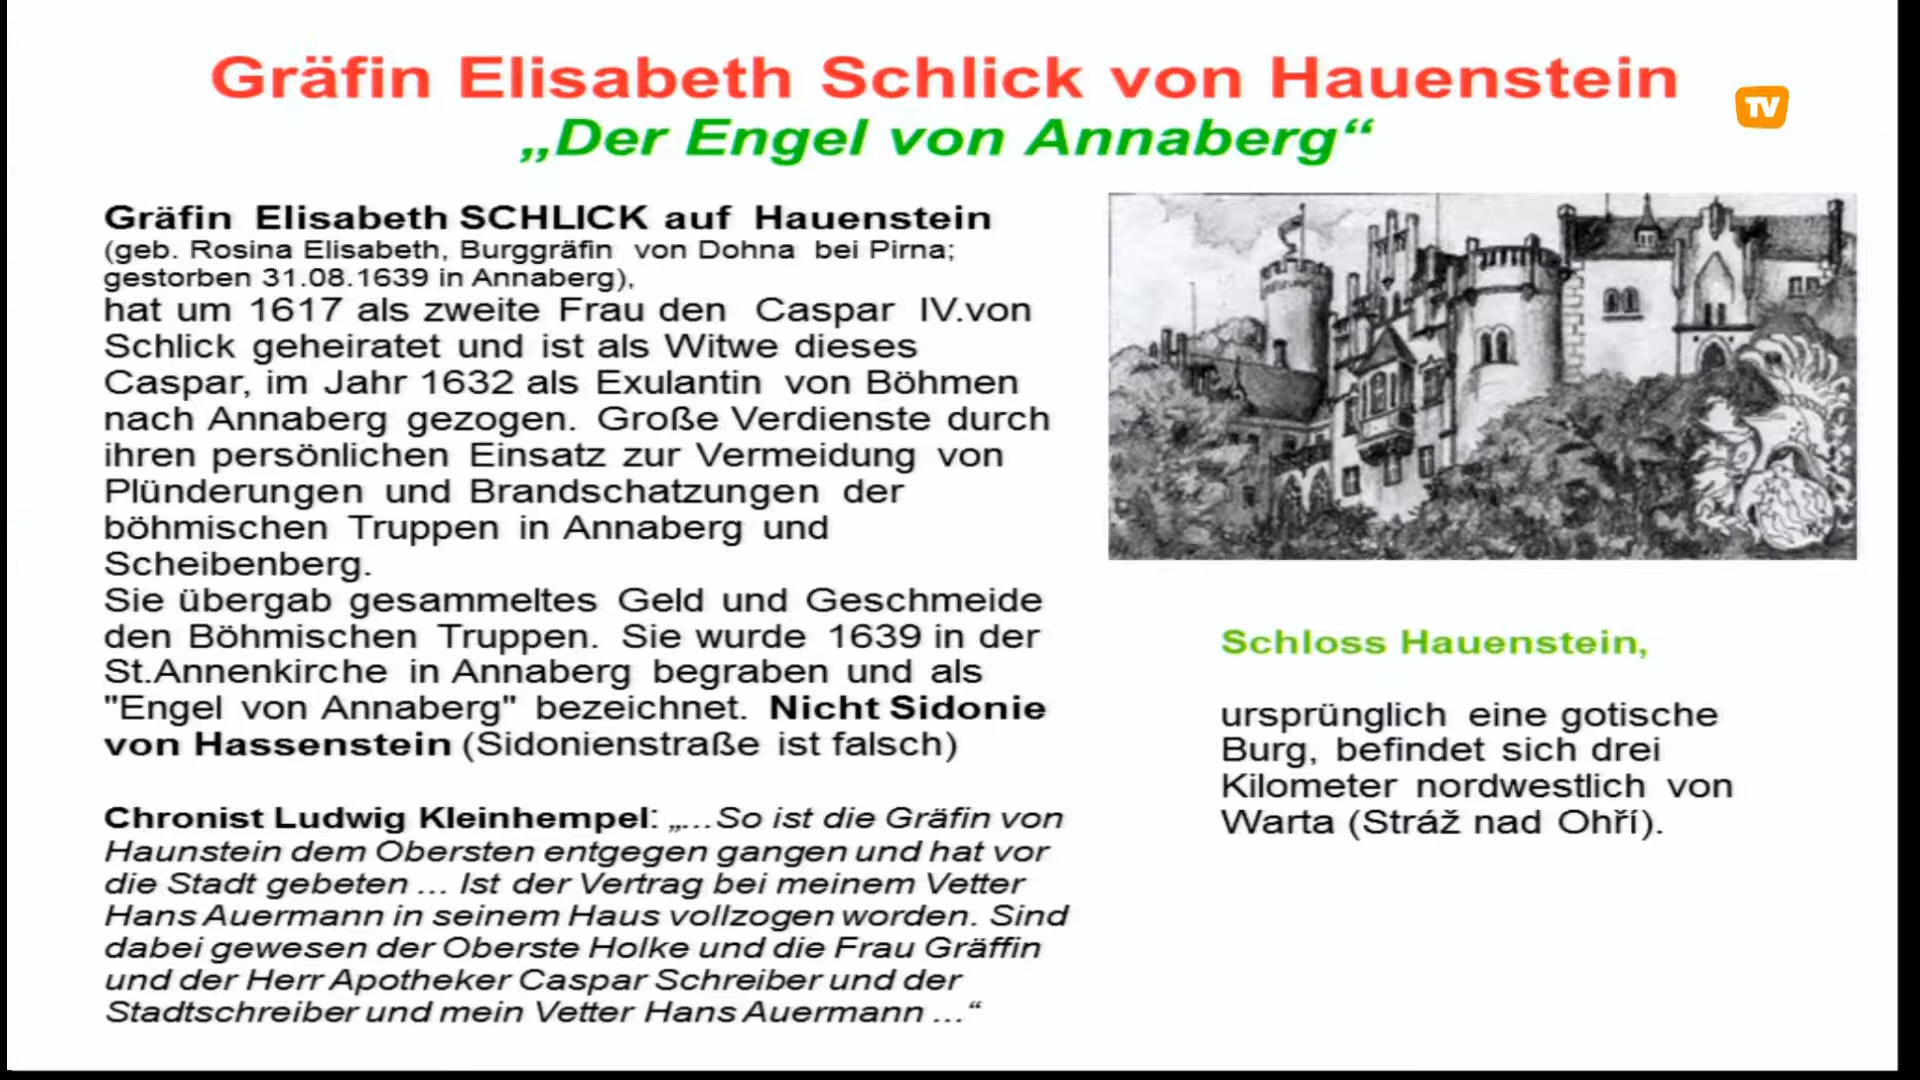 Gräfin Elisabeth Schlick von Hauenstein
TV
„Der Engel von Annaberg“
Gräfin Elisabeth SCHLICK auf Hauenstein
(geb. Rosina Elisabeth, Burggräfin von Dohna bei Pirna;
gestorben 31.08.1639 in Annaberg),
hat um 1617 als zweite Frau den Caspar IV.von
Schlick geheiratet und ist als Witwe dieses
Caspar, im Jahr 1632 als Exulantin von Böhmen
nach Annaberg gezogen. Große Verdienste durch
ihren persönlichen Einsatz zur Vermeidung von
Plünderungen und Brandschatzungen der
böhmischen Truppen in Annaberg und
Scheibenberg.
Sie übergab gesammeltes Geld und Geschmeide
den Böhmischen Truppen. Sie wurde 1639 in der
St.Annenkirche in Annaberg begraben und als
"Engel von Annaberg" bezeichnet. Nicht Sidonie
von Hassenstein (Sidonienstraße ist falsch)
Chronist Ludwig Kleinhempel: „...So ist die Gräfin von
Haunstein dem Obersten entgegen gangen und hat vor
die Stadt gebeten ... Ist der Vertrag bei meinem Vetter
Hans Auermann in seinem Haus vollzogen worden. Sind
dabei gewesen der Oberste Holke und die Frau Gräffin
und der Herr Apotheker Caspar Schreiber und der
Stadtschreiber und mein Vetter Hans Auermann ...“
Schloss Hauenstein,
ursprünglich eine gotische
Burg, befindet sich drei
Kilometer nordwestlich von
Warta (Stráž nad Ohří).